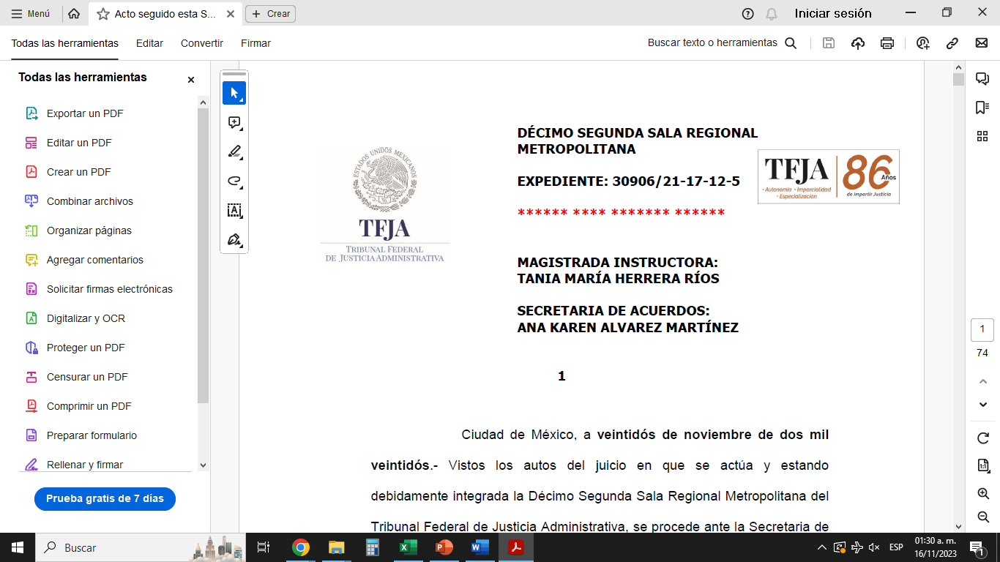 Menú
Acto seguido esta S...
Crear
Iniciar sesión
Todas las herramientas
Editar
Convertir
Firmar
Buscar texto o herramientas
Todas las herramientas
Exportar un PDF
Editar un PDF
Crear un PDF
Combinar archivos
Organizar páginas
Agregar comentarios
Solicitar firmas electrónicas
Digitalizar y OCR
Proteger un PDF
Censurar un PDF
Comprimir un PDF
Preparar formulario
Rellenar y firmar
Prueba gratis de 7 días
ESTADOS UNIDOS MEXICANOS
TFJA
TRIBUNAL FEDERAL
DE JUSTICIA ADMINISTRATIVA
DÉCIMO SEGUNDA SALA REGIONAL
METROPOLITANA
EXPEDIENTE: 30906/21-17-12-5
****** **** ******* ******
MAGISTRADA INSTRUCTORA:
TANIA MARÍA HERRERA RÍOS
SECRETARIA DE ACUERDOS:
ANA KAREN ALVAREZ MARTÍNEZ
TFJA
• Autonomía • Imparcialidad
• Especialización
86 Años
de impartir Justicia
1
Ciudad de México, a veintidós de noviembre de dos mil
veintidós.- Vistos los autos del juicio en que se actúa y estando
debidamente integrada la Décimo Segunda Sala Regional Metropolitana del
Tribunal Federal de Justicia Administrativa, se procede ante la Secretaria de
1
74
1:1
Buscar
ESP
01:30 a. m.
16/11/2023
1